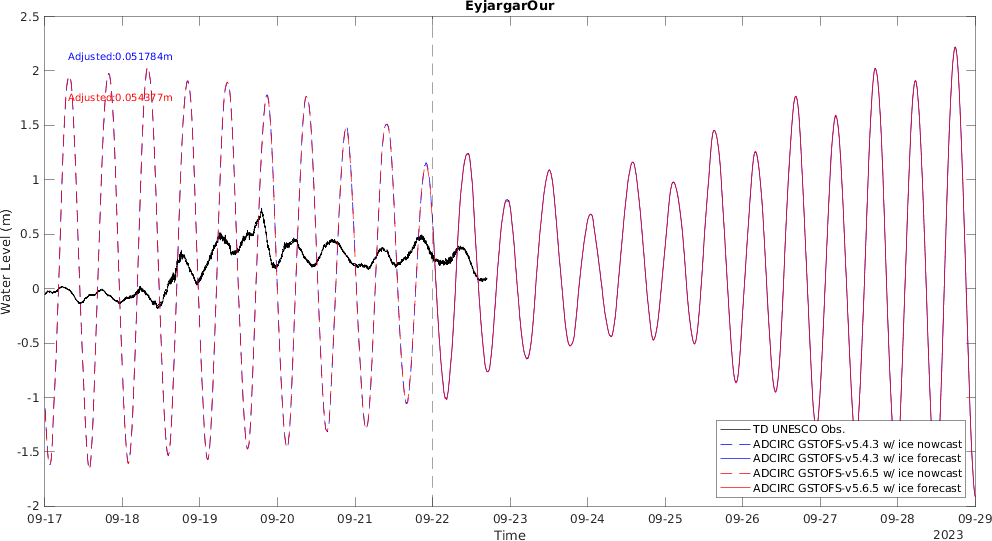 EyjargarOur
2.5
2
1.5
1
0.5
0
-0.5
-1
-1.5
-2
Water Level (m)
Adjusted:0.051784m
Adjusted:0.054377m
TD UNESCO Obs.
ADCIRC GSTOFS-v5.4.3 w/ ice nowcast
ADCIRC GSTOFS-v5.4.3 w/ ice forecast
ADCIRC GSTOFS-v5.6.5 w/ ice nowcast
ADCIRC GSTOFS-v5.6.5 w/ ice forecast
09-17 09-18 09-19 09-20 09-21 09-22 09-23 09-24 09-25 09-26 09-27 09-28 09-29
Time
2023